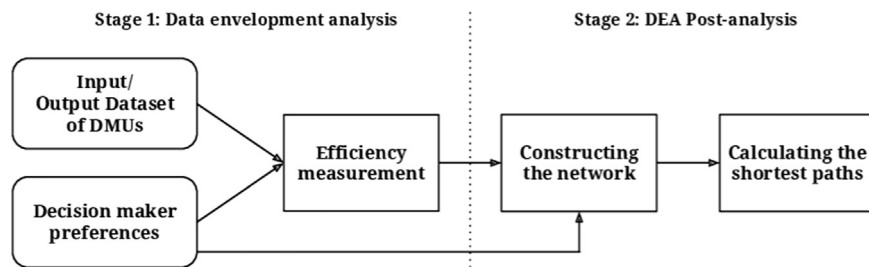 Stage 1: Data envelopment analysis
Stage 2: DEA Post-analysis
Input/
Output Dataset
of DMUs
Decision maker
preferences
Efficiency
measurement
Constructing
the network
Calculating the
shortest paths